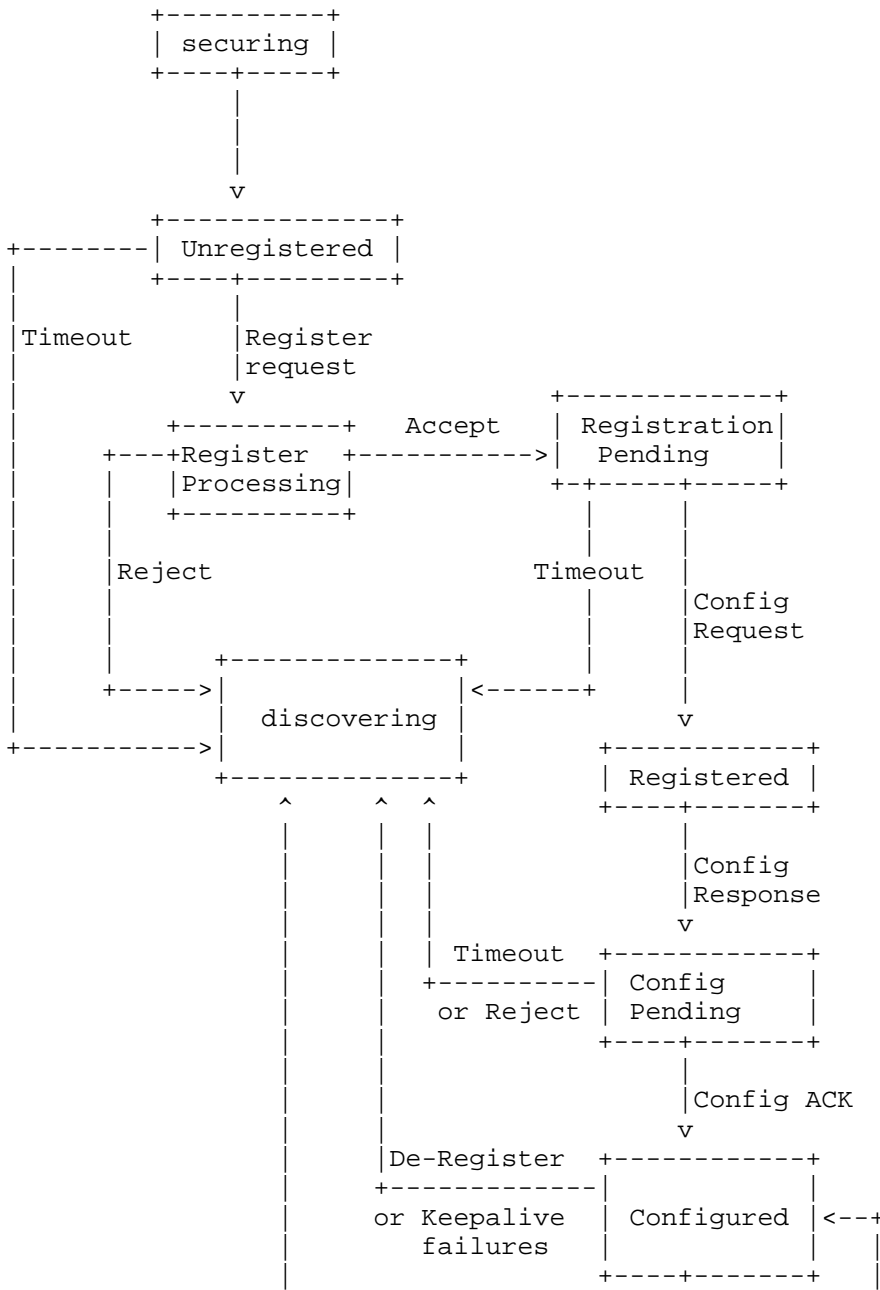 securing
Unregistered
Timeout
Register
request
Accept
Registration
Pending
Register
Processing
Reject
Timeout
Config
Request
discovering
Registered
Config
Response
Timeout
or Reject
Config
Pending
Config ACK
De-Register
or Keepalive
failures
Configured